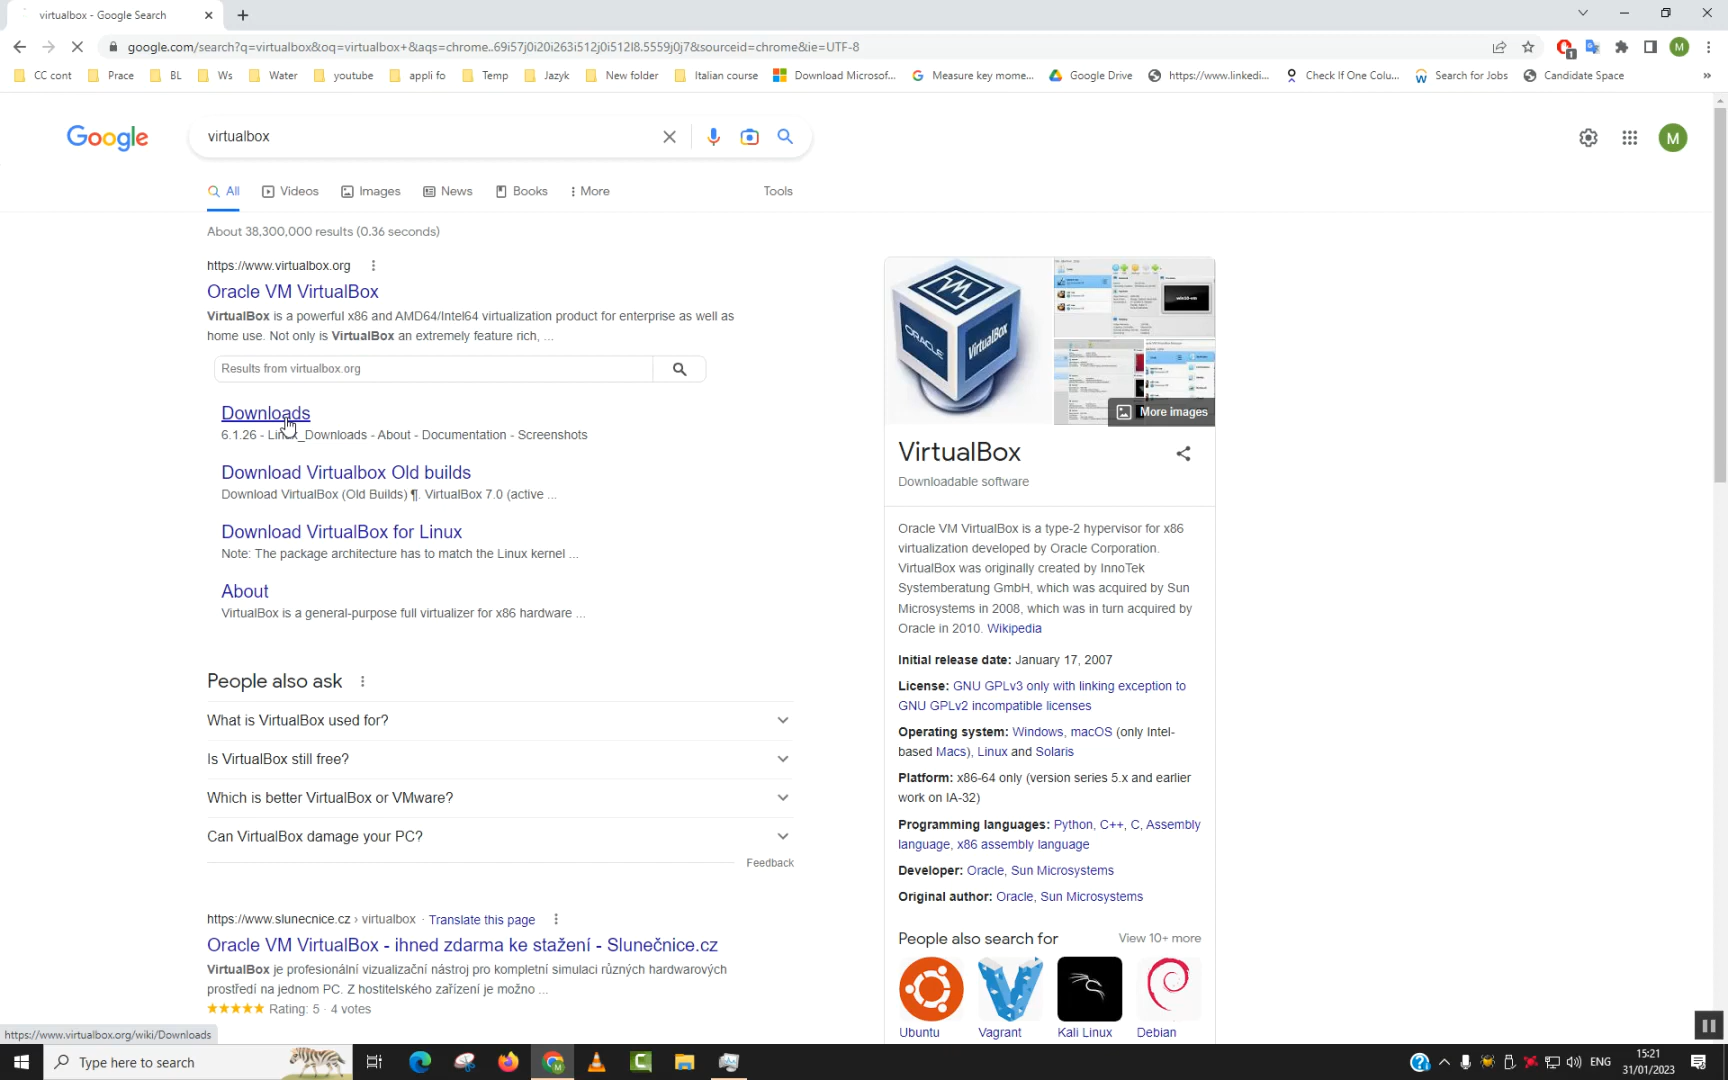 virtualbox - Google Search
google.com/search?q=virtualbox&oq=virtualbox+&aqs=chrome..69i57j0i20i263i512j0i512l8.5559j0j7&sourceid=chrome&ie=UTF-8
M
CC cont
Prace
BL
Ws
Water
youtube
appli fo
Temp
Jazyk
New folder
Italian course
Download Microsof...
Measure key mome...
Google Drive
https://www.linkedi...
Check If One Colu...
Search for Jobs
Candidate Space
Google
virtualbox
M
All
Videos
Images
News
Books
More
Tools
About 38,300,000 results (0.36 seconds)
https://www.virtualbox.org
Oracle VM VirtualBox
VirtualBox is a powerful x86 and AMD64/Intel64 virtualization product for enterprise as well as
home use. Not only is VirtualBox an extremely feature rich, ...
Results from virtualbox.org
Downloads
6.1.26 - Linux_Downloads - About - Documentation - Screenshots
Download Virtualbox Old builds
Download VirtualBox (Old Builds) ¶. VirtualBox 7.0 (active ...
Download VirtualBox for Linux
Note: The package architecture has to match the Linux kernel ...
About
VirtualBox is a general-purpose full virtualizer for x86 hardware ...
People also ask
What is VirtualBox used for?
Is VirtualBox still free?
Which is better VirtualBox or VMware?
Can VirtualBox damage your PC?
Feedback
https://www.slunecnice.cz › virtualbox · Translate this page
Oracle VM VirtualBox - ihned zdarma ke stažení - Slunečnice.cz
VirtualBox je profesionální vizualizační nástroj pro kompletní simulaci různých hardwarových
prostředí na jednom PC. Z hostitelského zařízení je možno ...
Rating: 5 · 4 votes
ORACLE
VirtualBox
More images
VirtualBox
Downloadable software
Oracle VM VirtualBox is a type-2 hypervisor for x86
virtualization developed by Oracle Corporation.
VirtualBox was originally created by InnoTek
Systemberatung GmbH, which was acquired by Sun
Microsystems in 2008, which was in turn acquired by
Oracle in 2010. Wikipedia
Initial release date: January 17, 2007
License: GNU GPLv3 only with linking exception to
GNU GPLv2 incompatible licenses
Operating system: Windows, macOS (only Intel-
based Macs), Linux and Solaris
Platform: x86-64 only (version series 5.x and earlier
work on IA-32)
Programming languages: Python, C++, C, Assembly
language, x86 assembly language
Developer: Oracle, Sun Microsystems
Original author: Oracle, Sun Microsystems
People also search for
View 10+ more
Ubuntu
Vagrant
Kali Linux
Debian
https://www.virtualbox.org/wiki/Downloads
Type here to search
ENG
15:21
31/01/2023